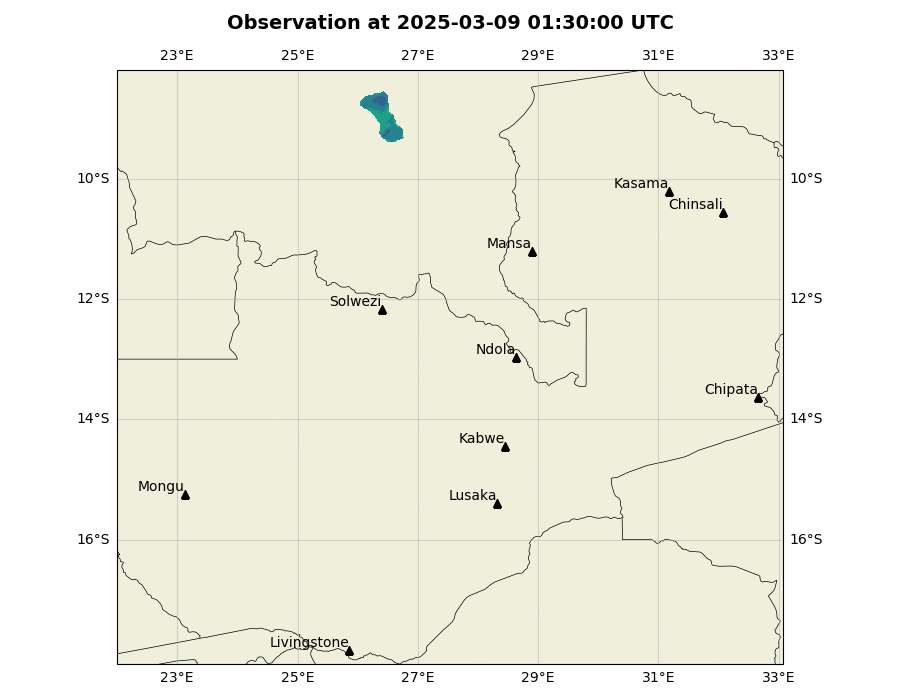 Observation at 2025-03-09 01:30:00 UTC
23°E 25°E 27°E 29°E 31°E 33°E
10°S 10°S
Kasama
Chinsali
Mansa
12°S 12°S
Solwezi
Ndola
Chipata
14°S 14°S
Kabwe
Mongu
Lusaka
16°S 16°S
Livingstone
23°E 25°E 27°E 29°E 31°E 33°E